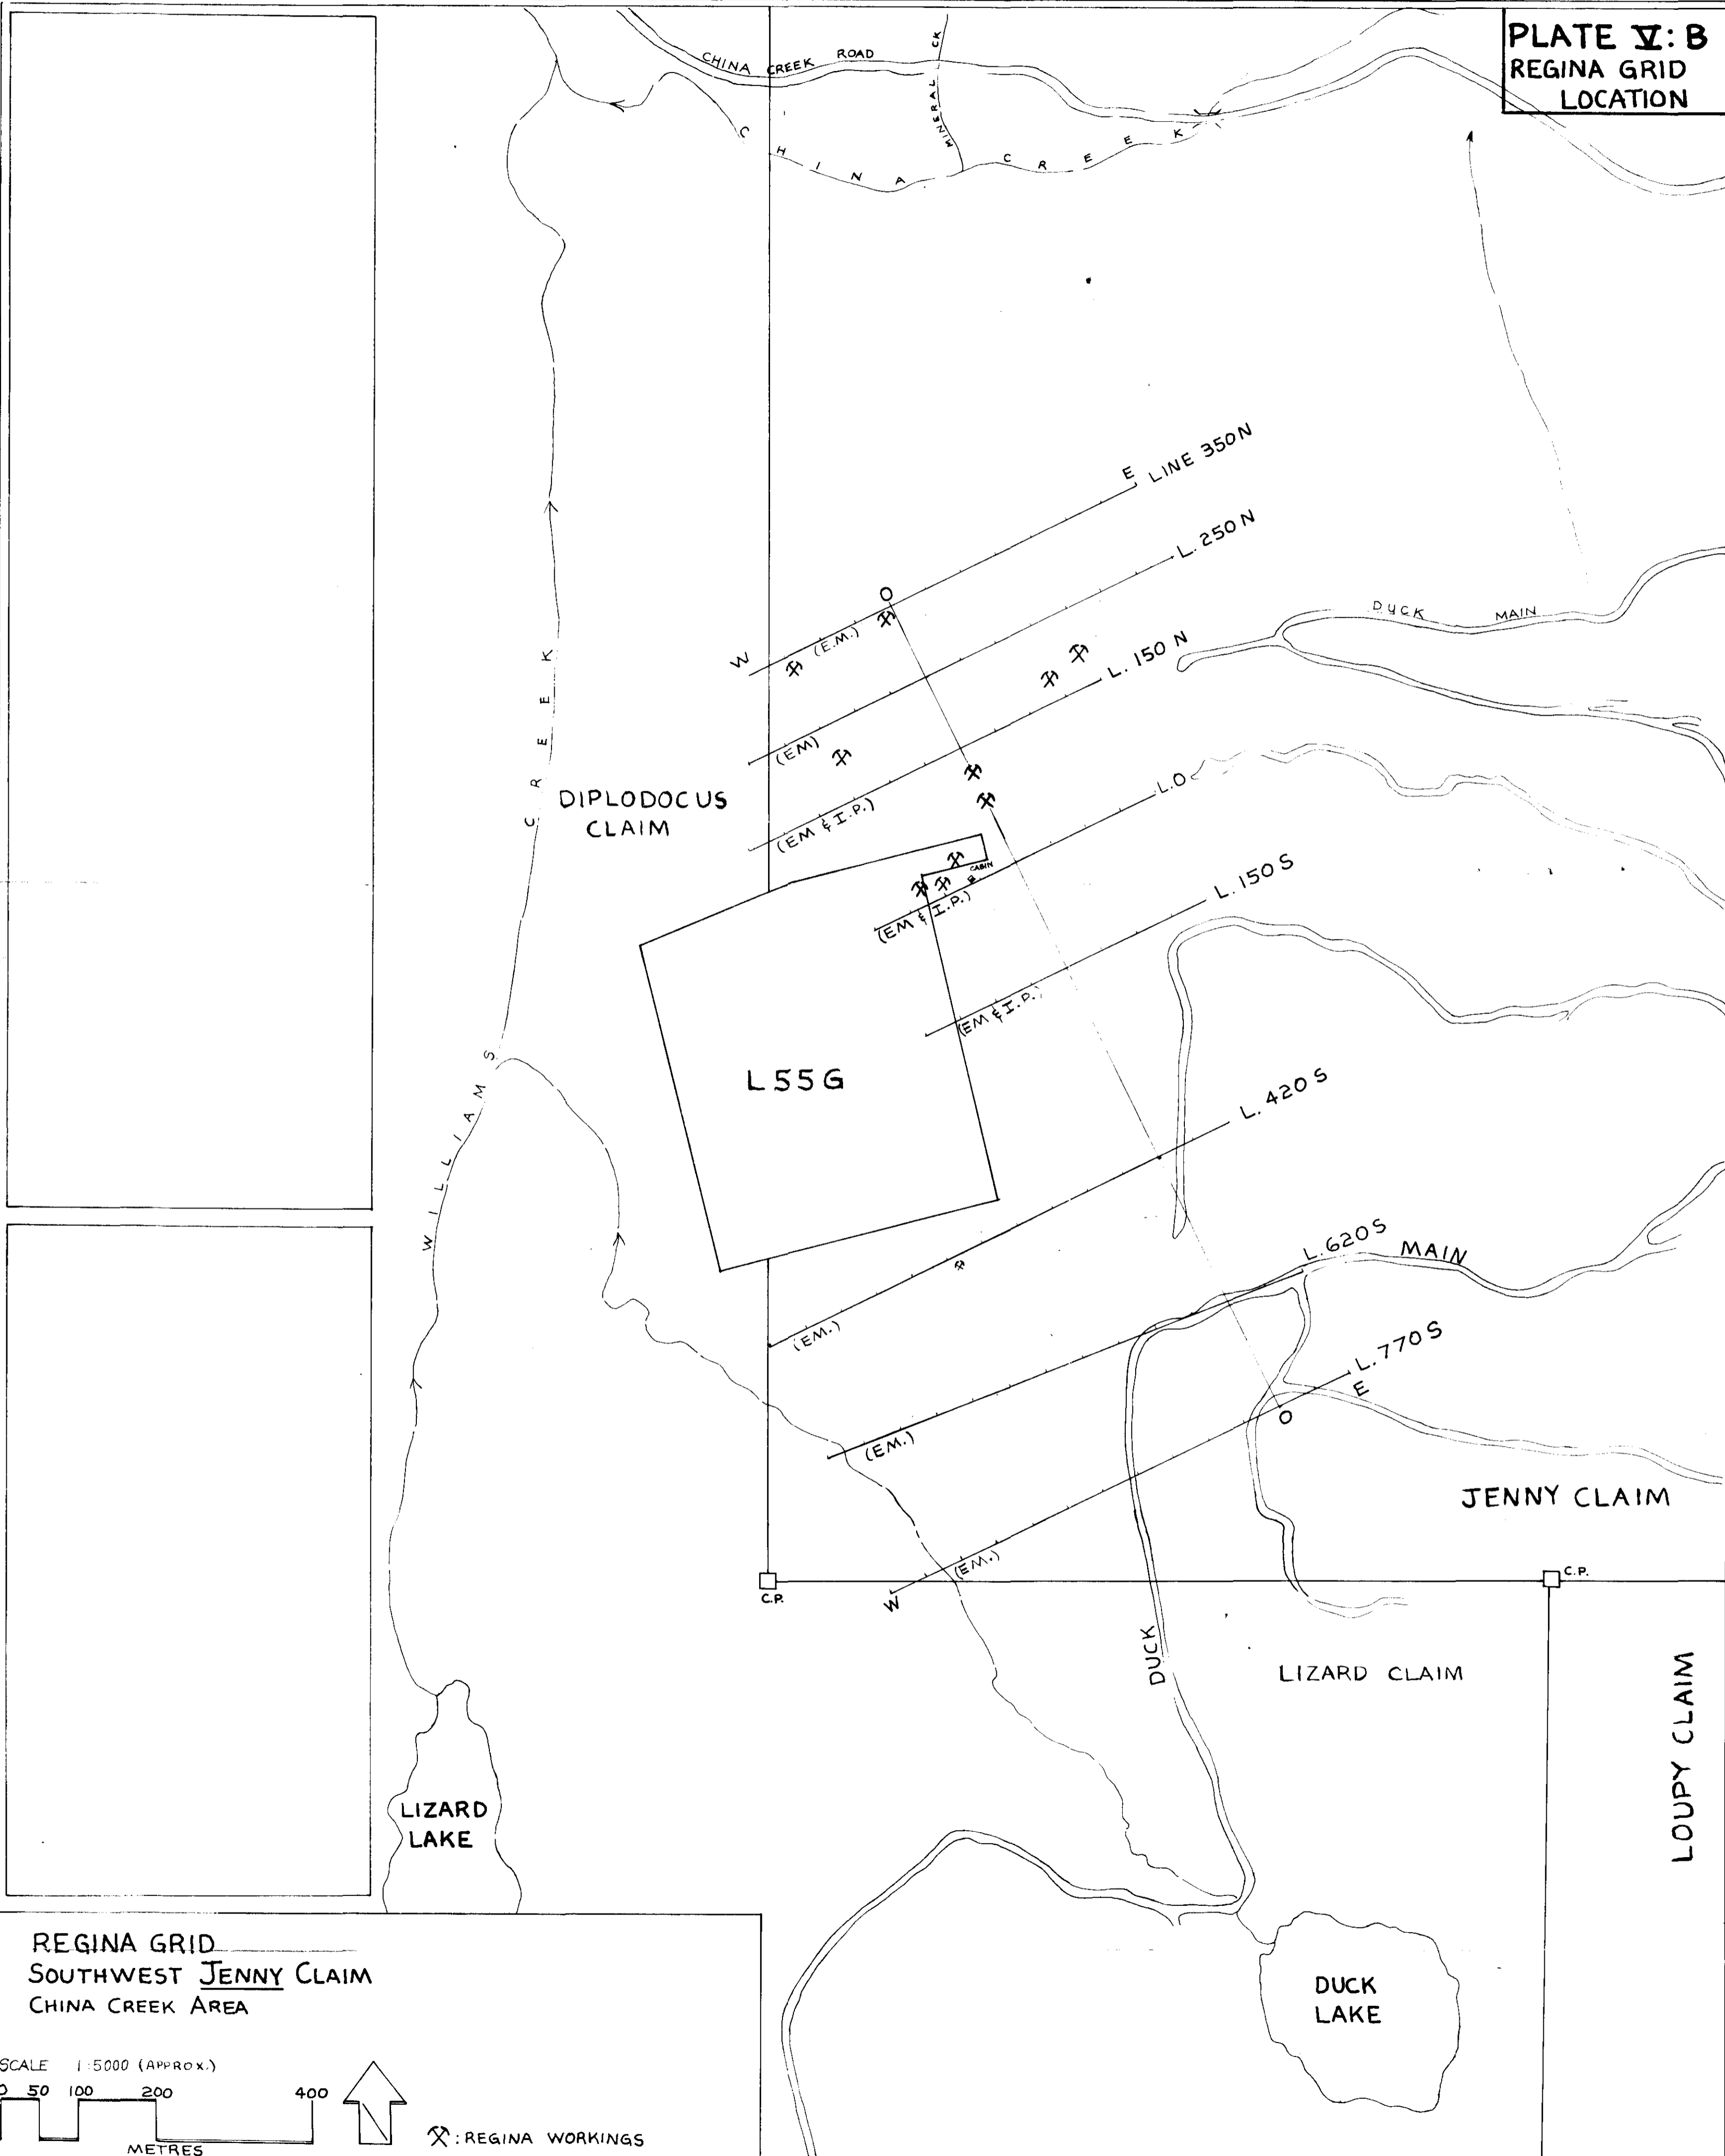 PLATE V: B
REGINA GRID
LOCATION
CHINA CREEK ROAD
MINERAL CK
CHINA CREEK
E LINE 350N
L. 250 N
O
W
(E.M.)
DUCK MAIN
L. 150 N
(EM)
DIPLODOCUS
CLAIM
L.O
(EM & I.P.)
CABIN
L. 150 S
(EM & I.P.)
(EM & I.P.)
L 55 G
L. 420 S
WILLIAMS CREEK
L. 620 S
MAIN
(EM.)
L. 770 S
E
O
(EM.)
JENNY CLAIM
(EM.)
C.P.
C.P.
W
DUCK
LIZARD CLAIM
LOUPY CLAIM
LIZARD
LAKE
DUCK
LAKE
REGINA GRID
SOUTHWEST JENNY CLAIM
CHINA CREEK AREA
SCALE 1:5000 (APPROX.)
0 50 100 200 400
METRES
: REGINA WORKINGS